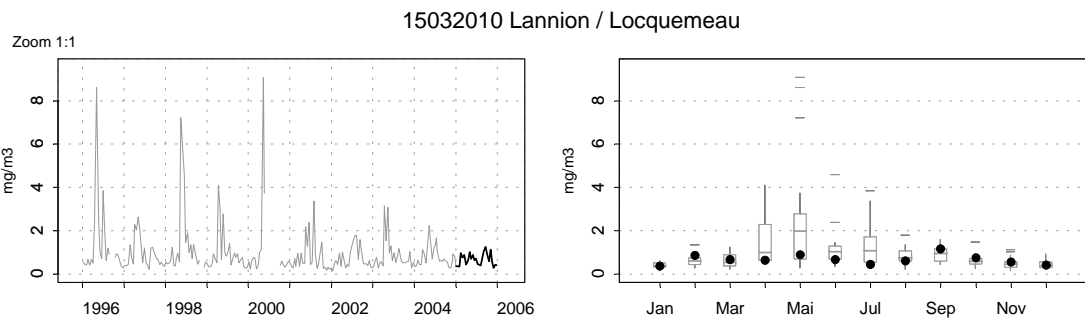 15032010 Lannion / Locquemeau
Zoom 1:1
mg/m3
0
2
4
6
8
1996
1998
2000
2002
2004
2006
mg/m3
0
2
4
6
8
Jan
Mar
Mai
Jul
Sep
Nov